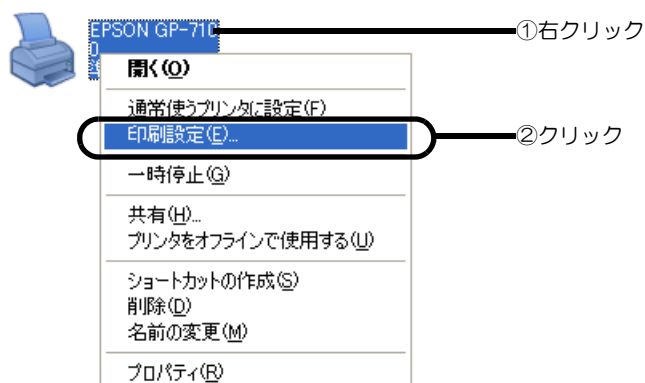 EPSON GP-710
0
①右クリック
開く(O)
通常使うプリンタに設定(F)
印刷設定(E)...
②クリック
一時停止(G)
共有(H)...
プリンタをオフラインで使用する(U)
ショートカットの作成(S)
削除(D)
名前の変更(M)
プロパティ(R)